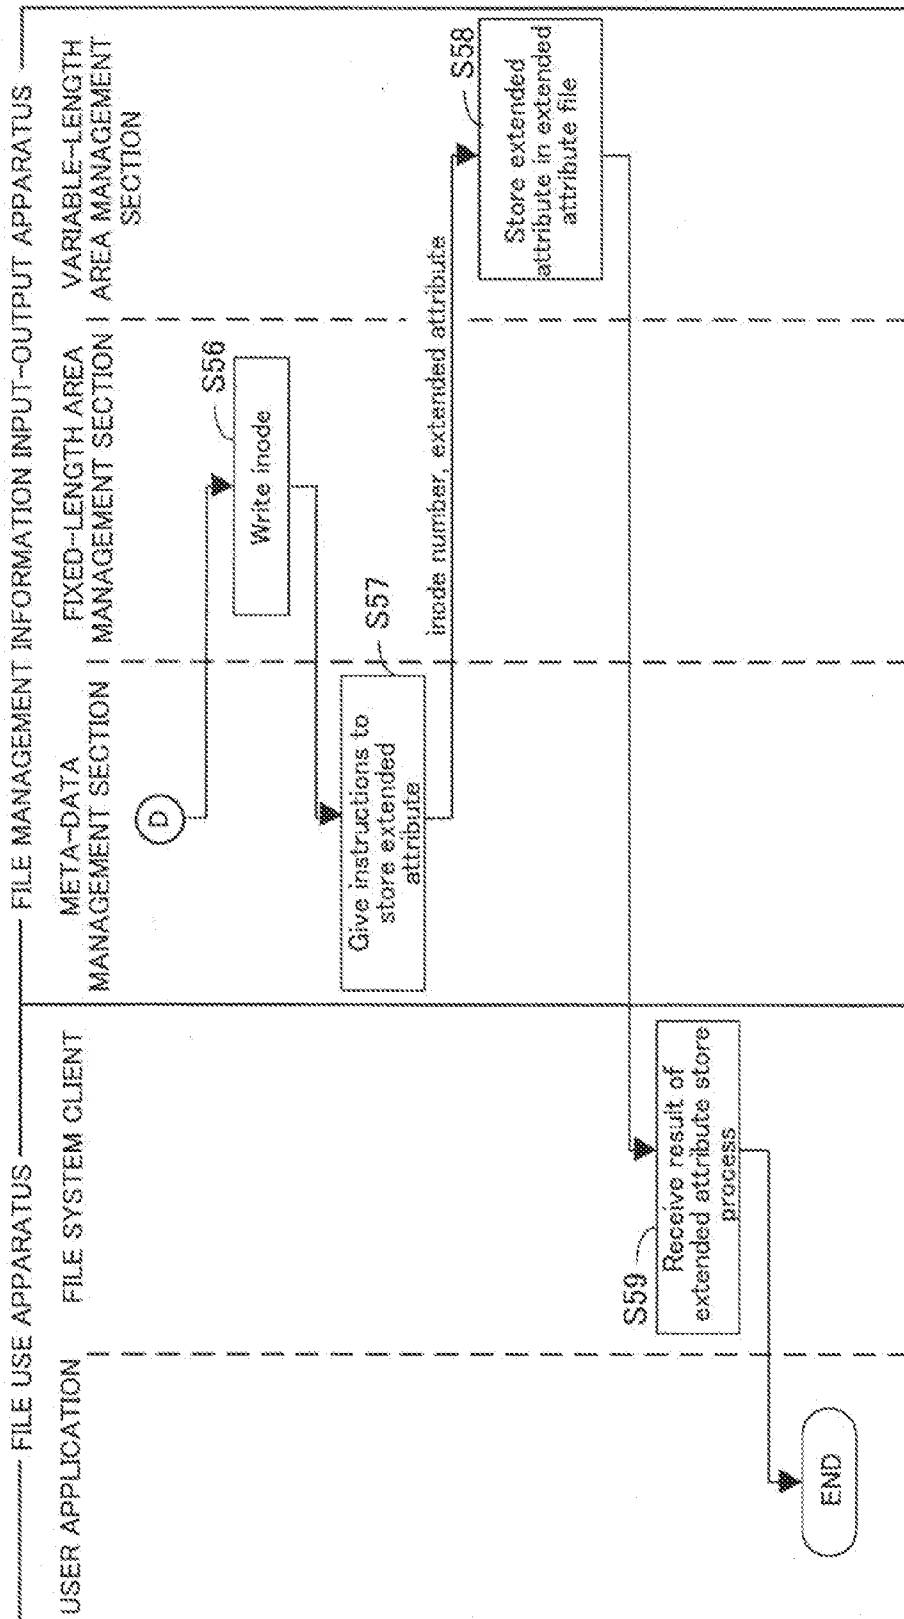 FILE USE APPARATUS
FILE MANAGEMENT INFORMATION INPUT-OUTPUT APPARATUS
USER APPLICATION
FILE SYSTEM CLIENT
META-DATA
MANAGEMENT SECTION
FIXED-LENGTH AREA
MANAGEMENT SECTION
VARIABLE-LENGTH
AREA MANAGEMENT
SECTION
D
S56
Write inode
S57
Give instructions to
store extended
attribute
inode number, extended attribute
S58
Store extended
attribute in extended
attribute file
S59
Receive result of
extended attribute store
process
END